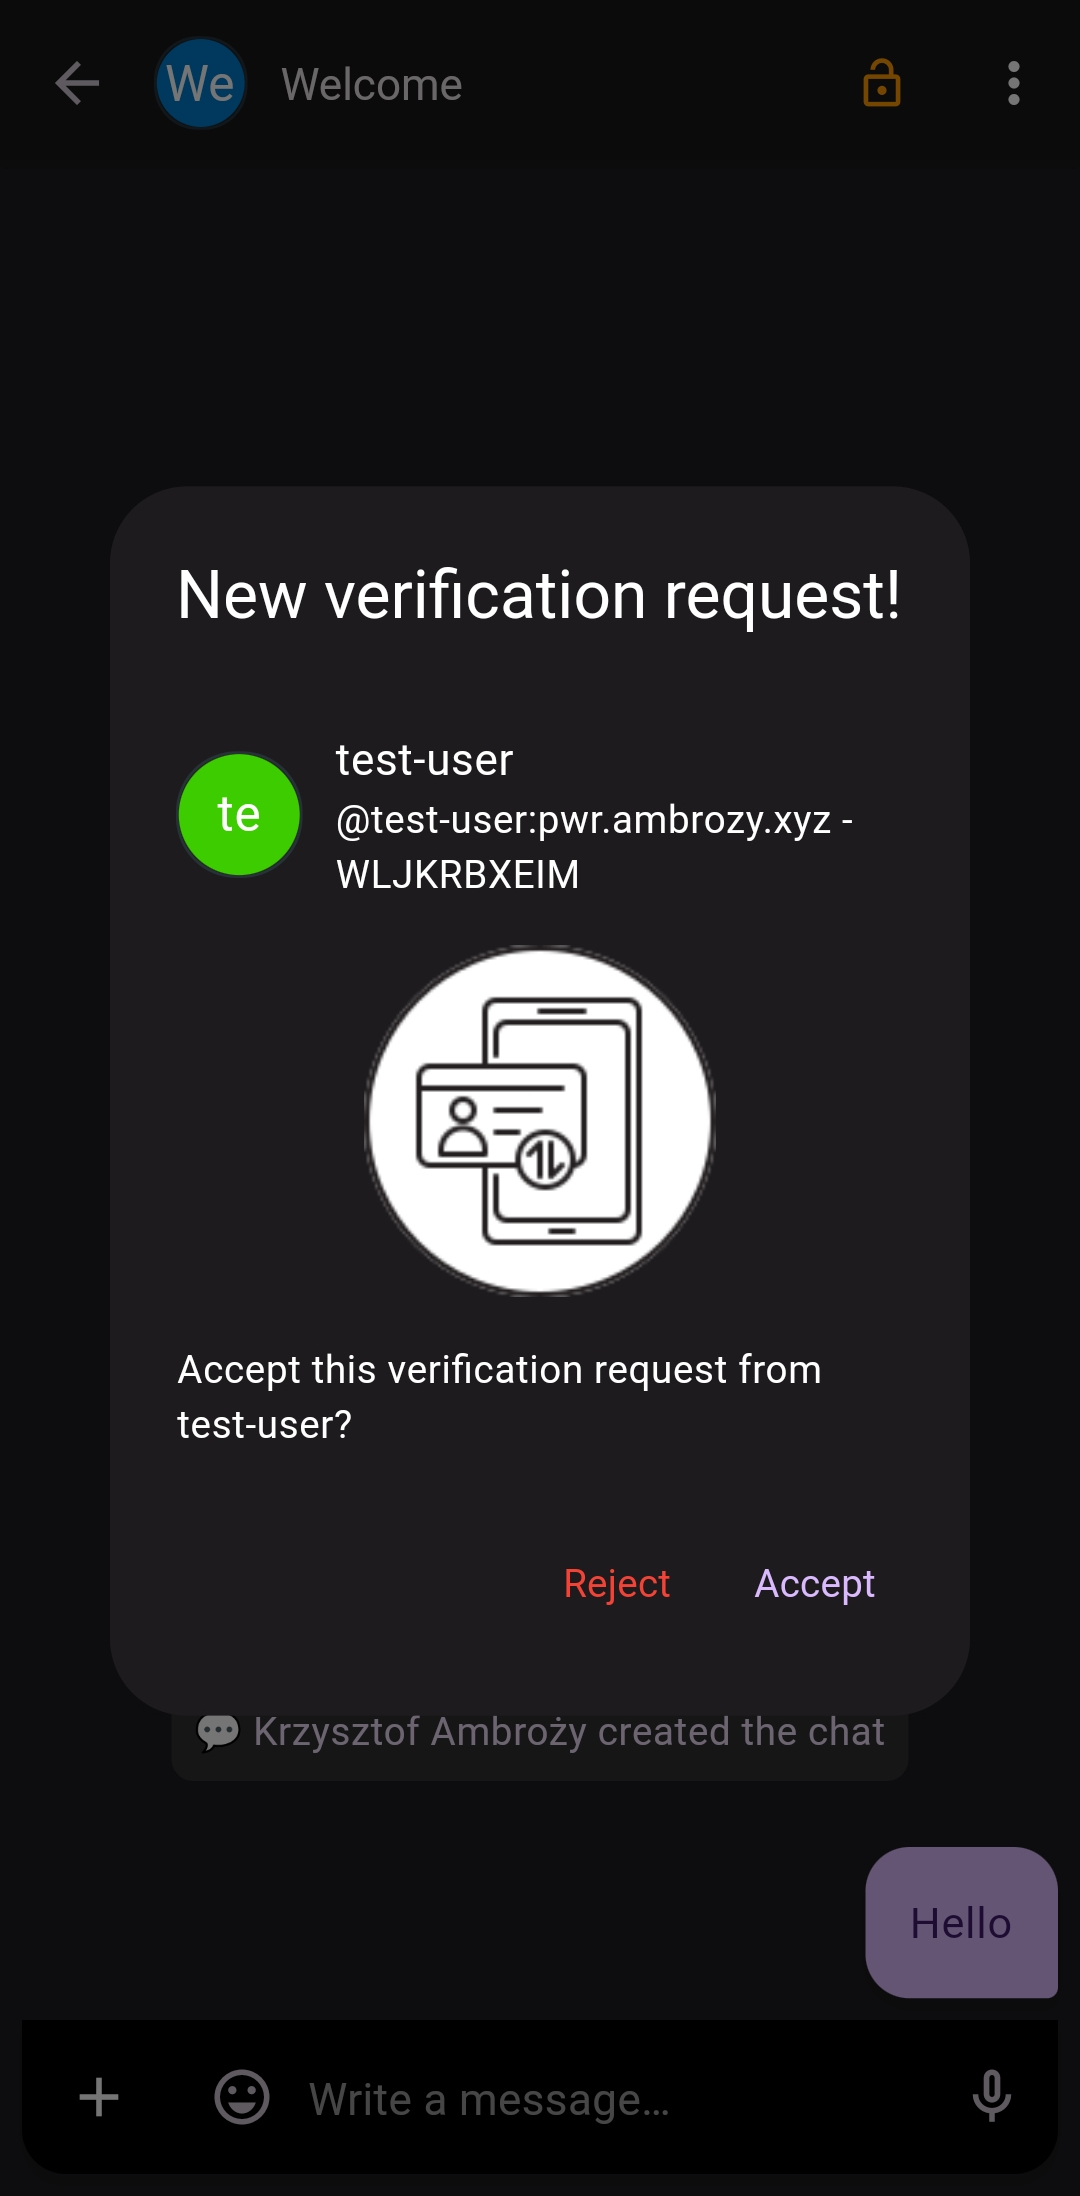 We
Welcome
New verification request!
te
test-user
@test-user:pwr.ambrozy.xyz -
WLJKRBXEIM
Accept this verification request from
test-user?
Reject
Accept
💬 Krzysztof Ambroży created the chat
Hello
Write a message…